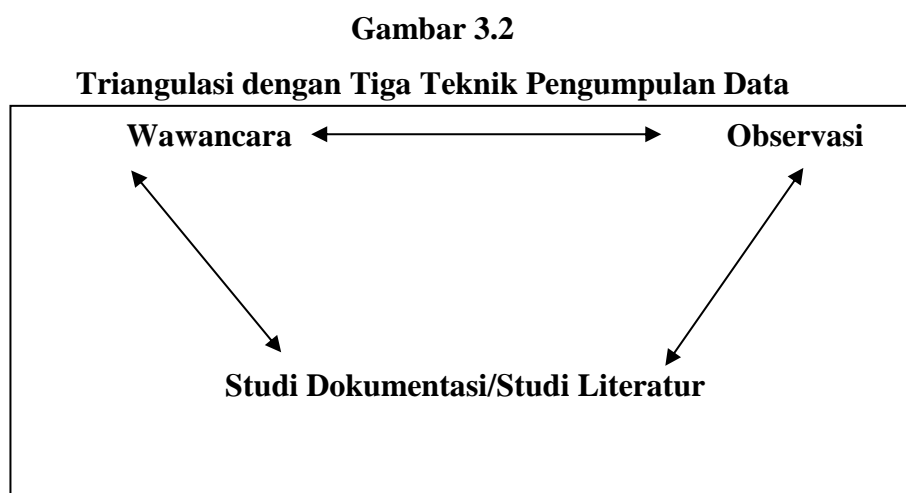 Gambar 3.2
Triangulasi dengan Tiga Teknik Pengumpulan Data
Wawancara Observasi
Studi Dokumentasi/Studi Literatur